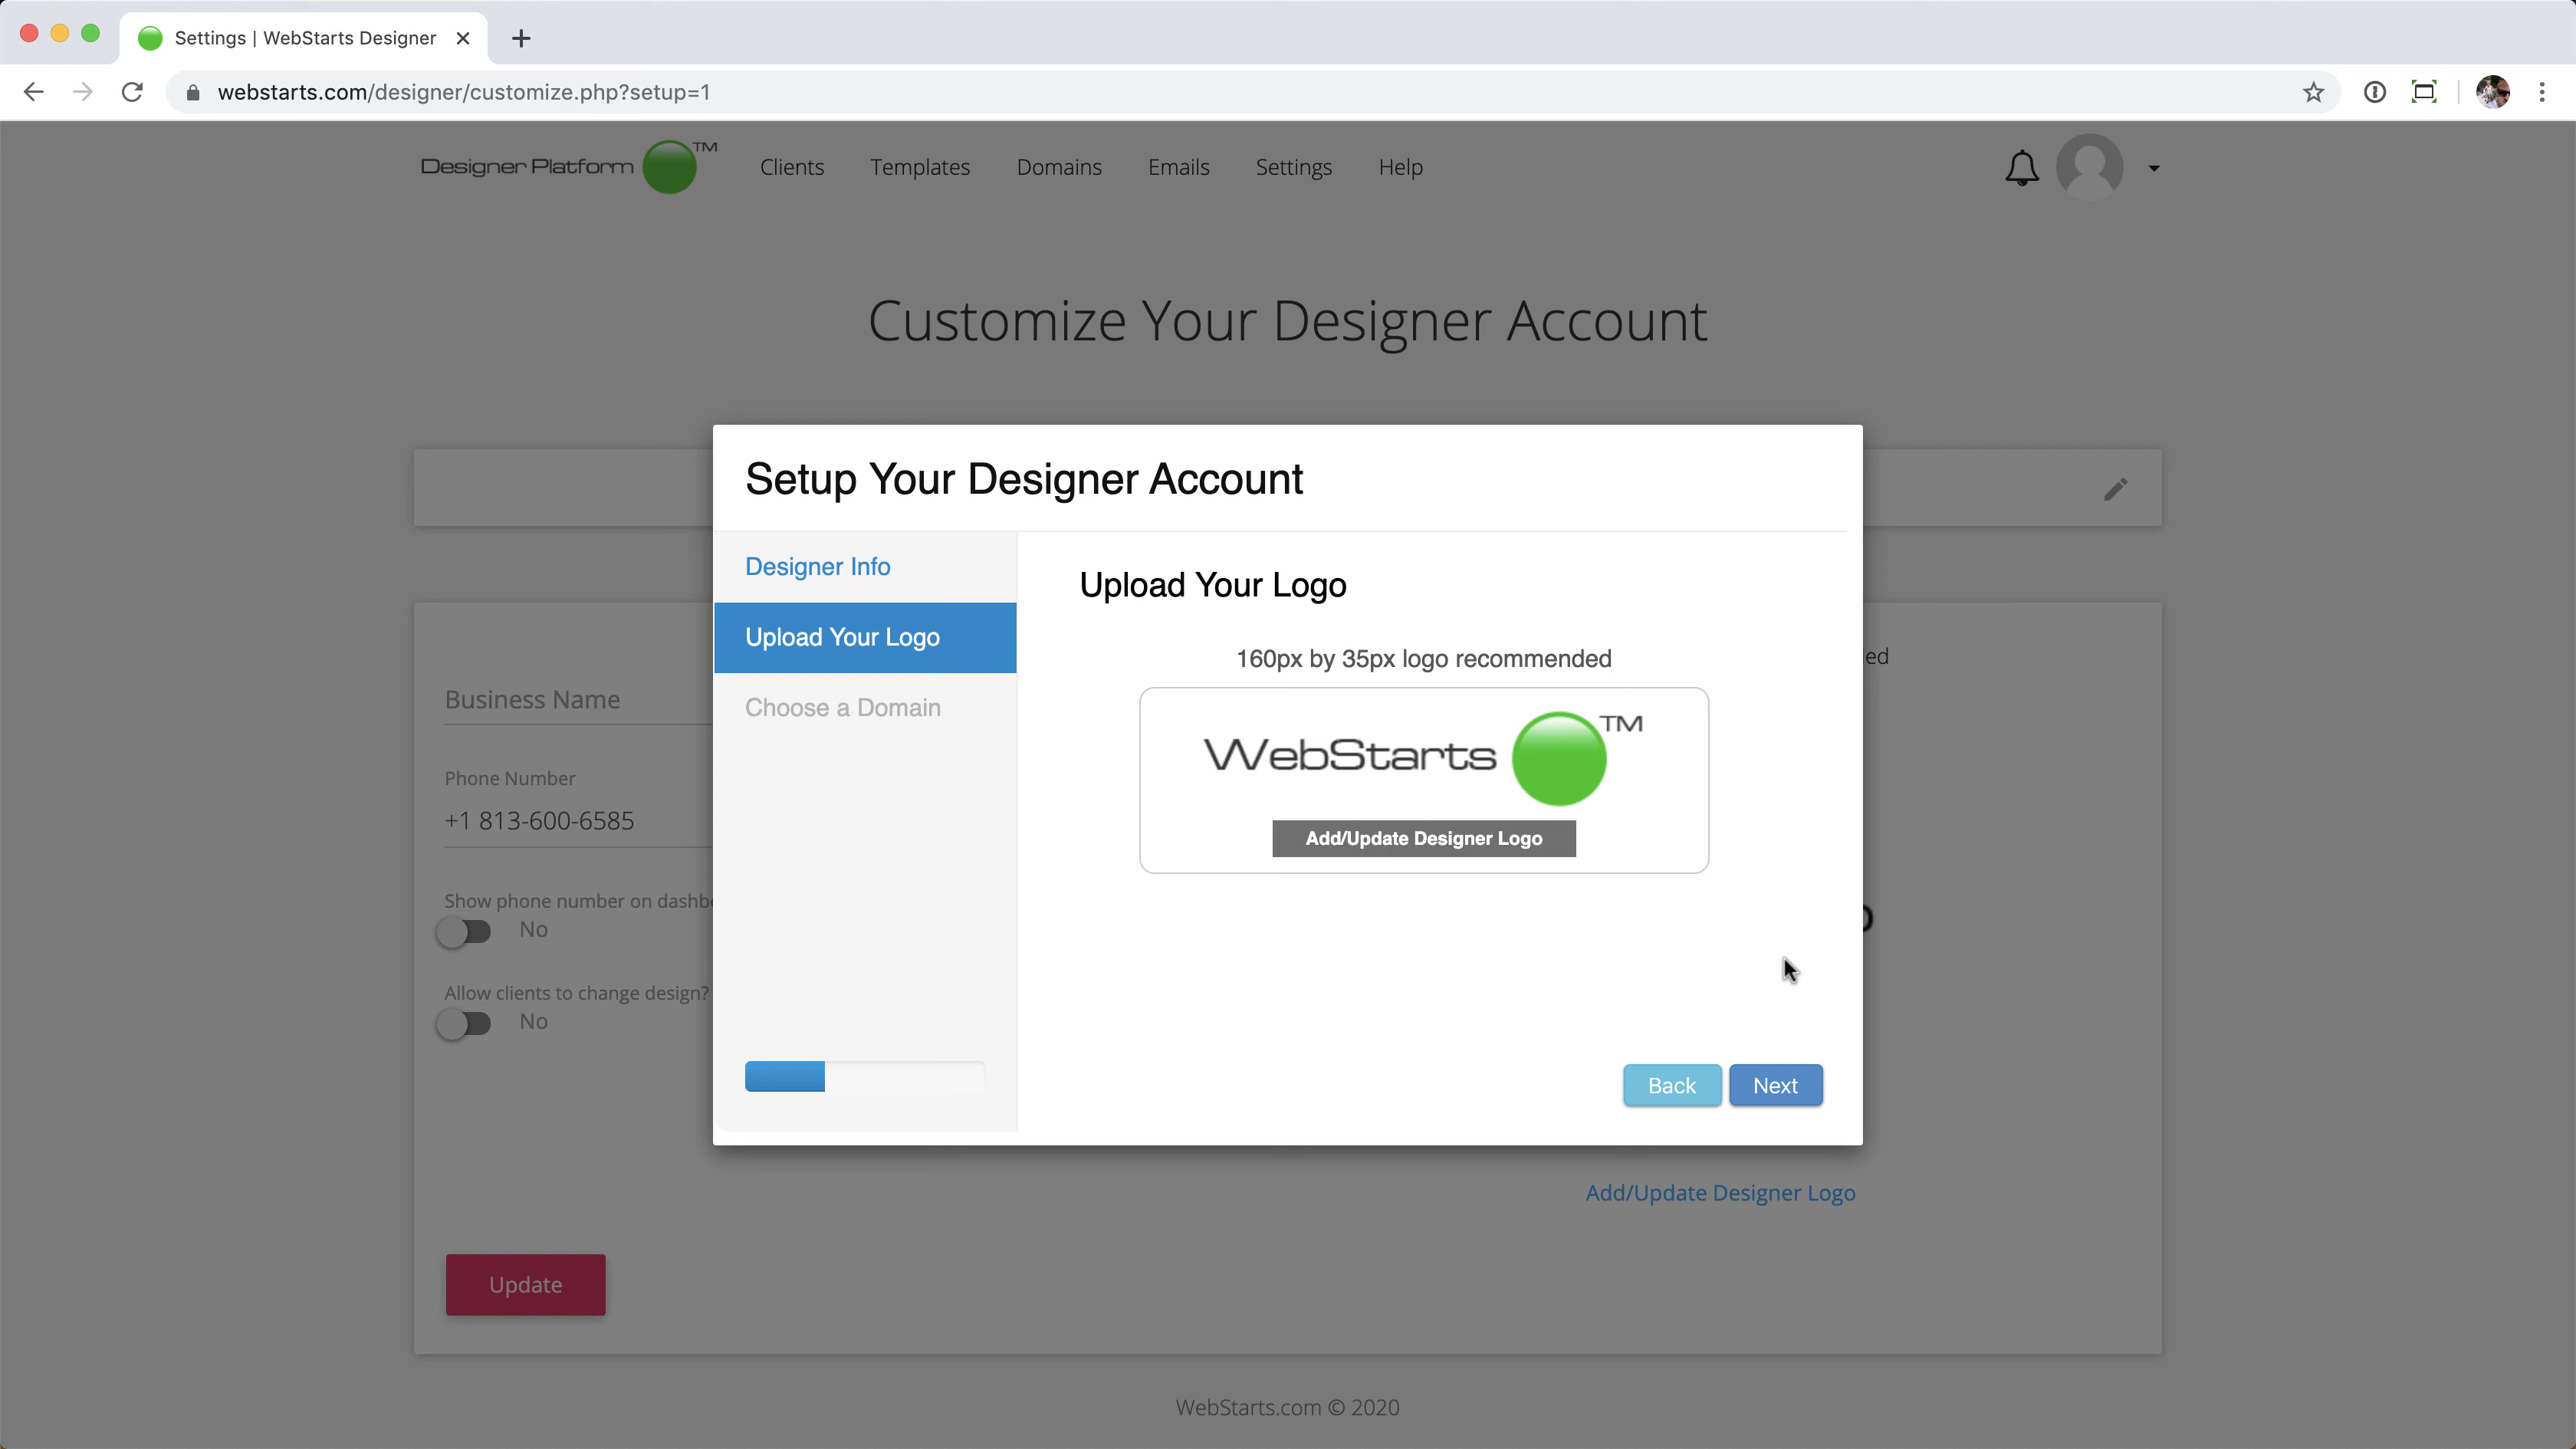 Settings | WebStarts Designer
webstarts.com/designer/customize.php?setup=1
Designer Platform TM
Clients Templates Domains Emails Settings Help
Customize Your Designer Account
Setup Your Designer Account
Designer Info
Upload Your Logo
Choose a Domain
Upload Your Logo
160px by 35px logo recommended
WebStarts TM
Add/Update Designer Logo
Back Next
ed
Business Name
Phone Number
+1 813-600-6585
Show phone number on dashb
No
Allow clients to change design?
No
Add/Update Designer Logo
Update
WebStarts.com © 2020